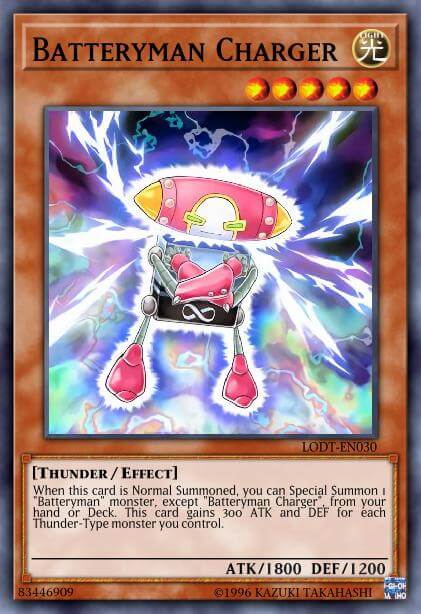 BATTERYMAN CHARGER
LIGHT
光
LODT-EN030
[THUNDER / EFFECT]
When this card is Normal Summoned, you can Special Summon 1
"Batteryman" monster, except "Batteryman Charger", from your
hand or Deck. This card gains 300 ATK and DEF for each
Thunder-Type monster you control.
ATK/1800 DEF/1200
83446909
©1996 KAZUKI TAKAHASHI